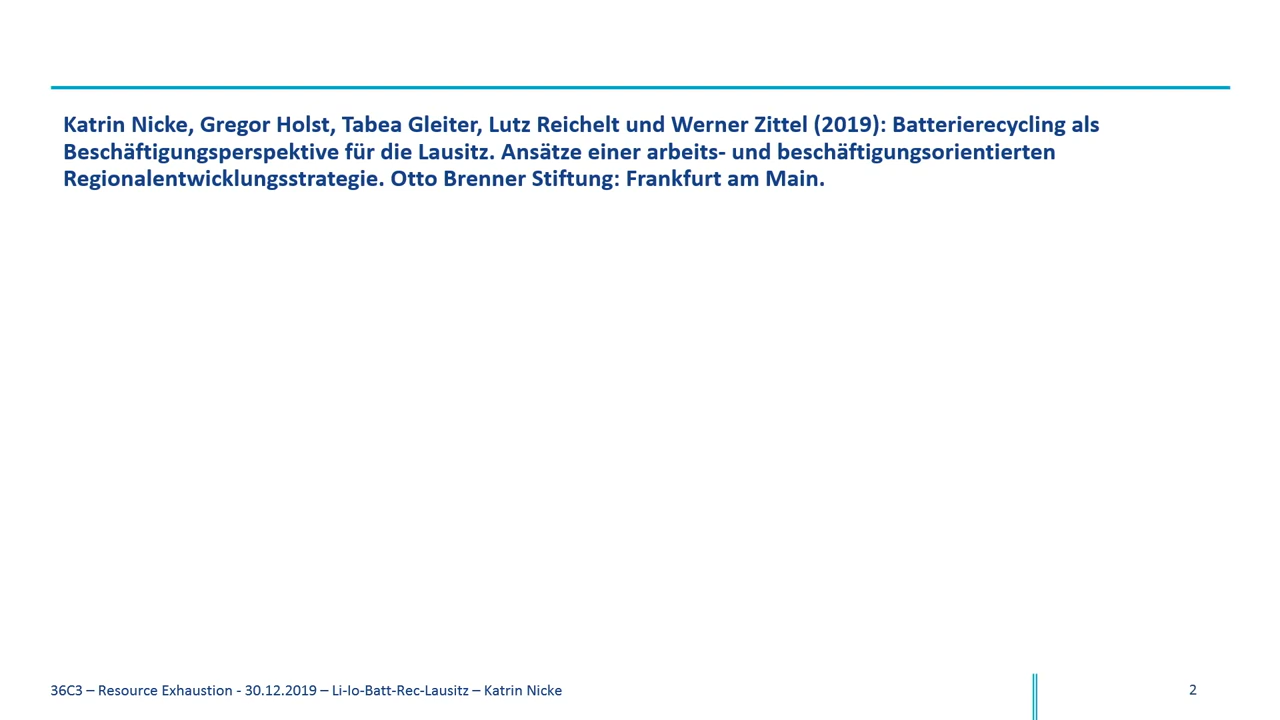 Katrin Nicke, Gregor Holst, Tabea Gleiter, Lutz Reichelt und Werner Zittel (2019): Batterierecycling als
Beschäftigungsperspektive für die Lausitz. Ansätze einer arbeits- und beschäftigungsorientierten
Regionalentwicklungsstrategie. Otto Brenner Stiftung: Frankfurt am Main.
36C3 – Resource Exhaustion - 30.12.2019 – Li-Io-Batt-Rec-Lausitz – Katrin Nicke
2